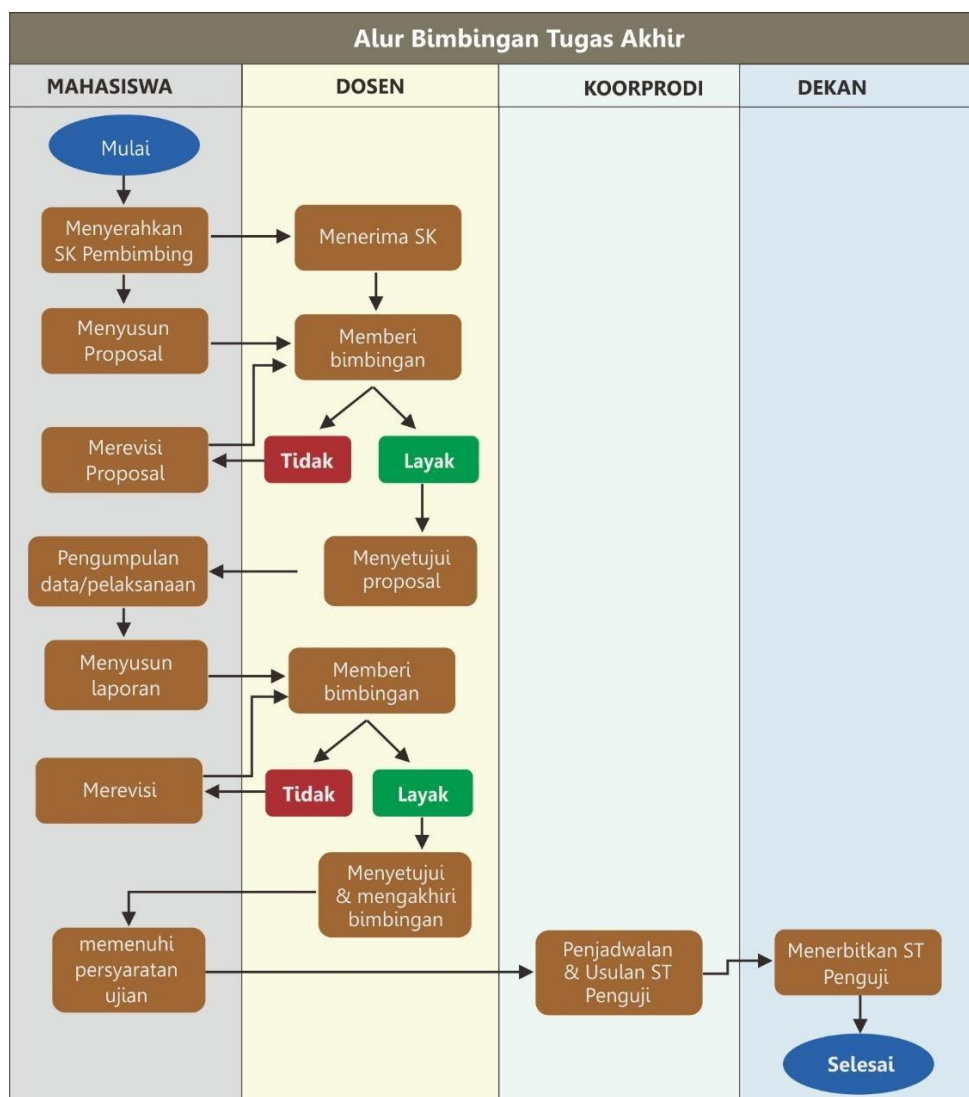 Alur Bimbingan Tugas Akhir
MAHASISWA
DOSEN
KOORPRODI
DEKAN
Mulai
Menyerahkan
SK Pembimbing
Menerima SK
Menyusun
Proposal
Memberi
bimbingan
Merevisi
Proposal
Tidak
Layak
Pengumpulan
data/pelaksanaan
Menyetujui
proposal
Menyusun
laporan
Memberi
bimbingan
Merevisi
Tidak
Layak
Menyetujui
& mengakhiri
bimbingan
memenuhi
persyaratan
ujian
Penjadwalan
& Usulan ST
Penguji
Menerbitkan ST
Penguji
Selesai